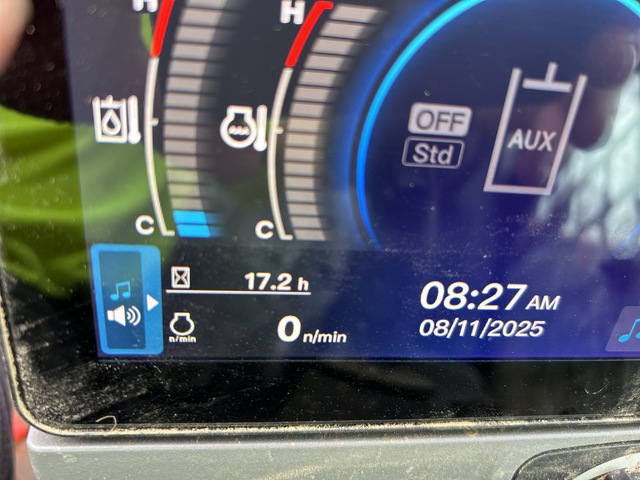 H
H
OFF
AUX
Std
C
C
17.2 h
08:27 AM
n/min
0 n/min
08/11/2025